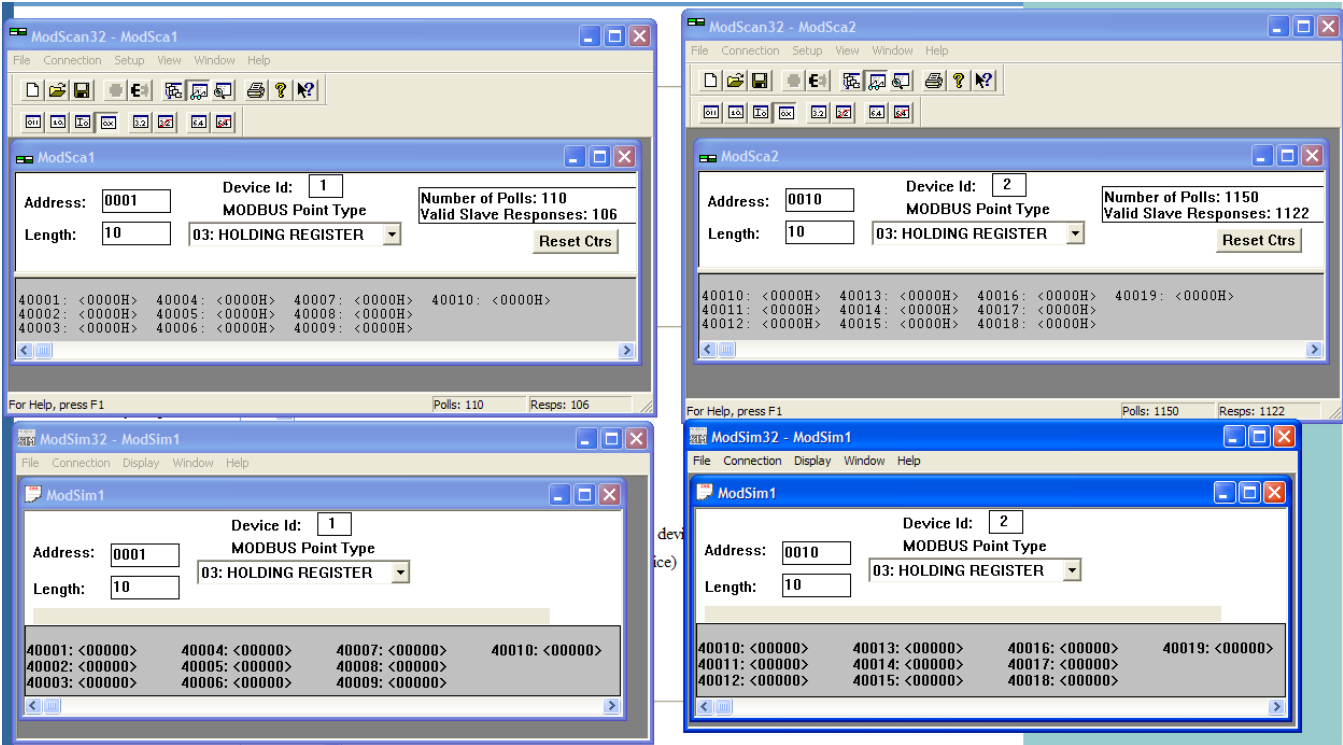 ModScan32 - ModSca1
File Connection Setup View Window Help
ModSca1
Address: 0001
Device Id: 1
MODBUS Point Type
Length: 10
03: HOLDING REGISTER
Number of Polls: 110
Valid Slave Responses: 106
Reset Ctrs
40001: <0000H> 40004: <0000H> 40007: <0000H> 40010: <0000H>
40002: <0000H> 40005: <0000H> 40008: <0000H>
40003: <0000H> 40006: <0000H> 40009: <0000H>
For Help, press F1 Polls: 110 Resps: 106
ModScan32 - ModSca2
File Connection Setup View Window Help
ModSca2
Address: 0010
Device Id: 2
MODBUS Point Type
Length: 10
03: HOLDING REGISTER
Number of Polls: 1150
Valid Slave Responses: 1122
Reset Ctrs
40010: <0000H> 40013: <0000H> 40016: <0000H> 40019: <0000H>
40011: <0000H> 40014: <0000H> 40017: <0000H>
40012: <0000H> 40015: <0000H> 40018: <0000H>
For Help, press F1 Polls: 1150 Resps: 1122
ModSim32 - ModSim1
File Connection Display Window Help
ModSim1
Device Id: 1
Address: 0001
MODBUS Point Type
03: HOLDING REGISTER
Length: 10
40001: <00000> 40004: <00000> 40007: <00000> 40010: <00000>
40002: <00000> 40005: <00000> 40008: <00000>
40003: <00000> 40006: <00000> 40009: <00000>
devi
ice)
ModSim32 - ModSim1
File Connection Display Window Help
ModSim1
Device Id: 2
Address: 0010
MODBUS Point Type
03: HOLDING REGISTER
Length: 10
40010: <00000> 40013: <00000> 40016: <00000> 40019: <00000>
40011: <00000> 40014: <00000> 40017: <00000>
40012: <00000> 40015: <00000> 40018: <00000>